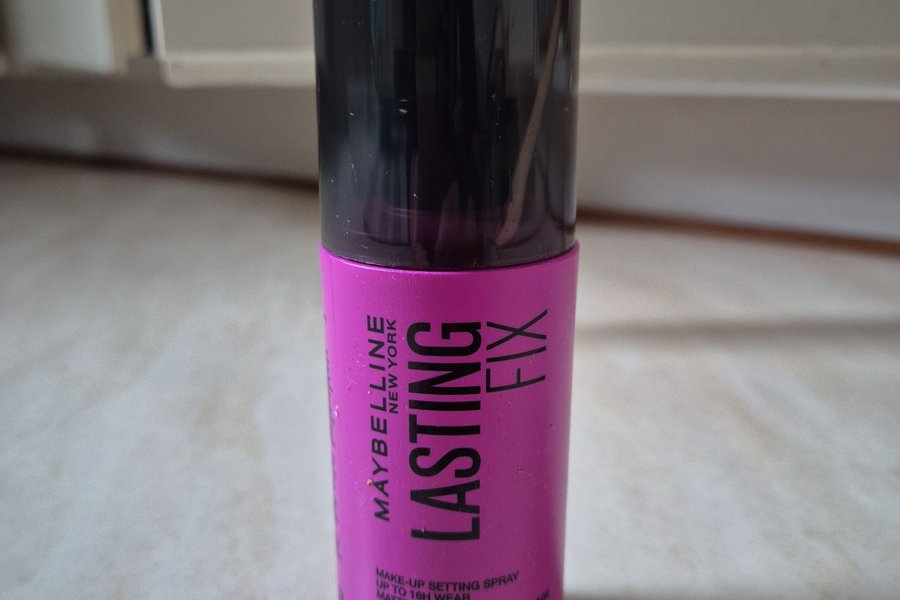 MAYBELLINE
NEW YORK
LASTING
FIX
MAKE-UP SETTING SPRAY
UP TO 16H WEAR